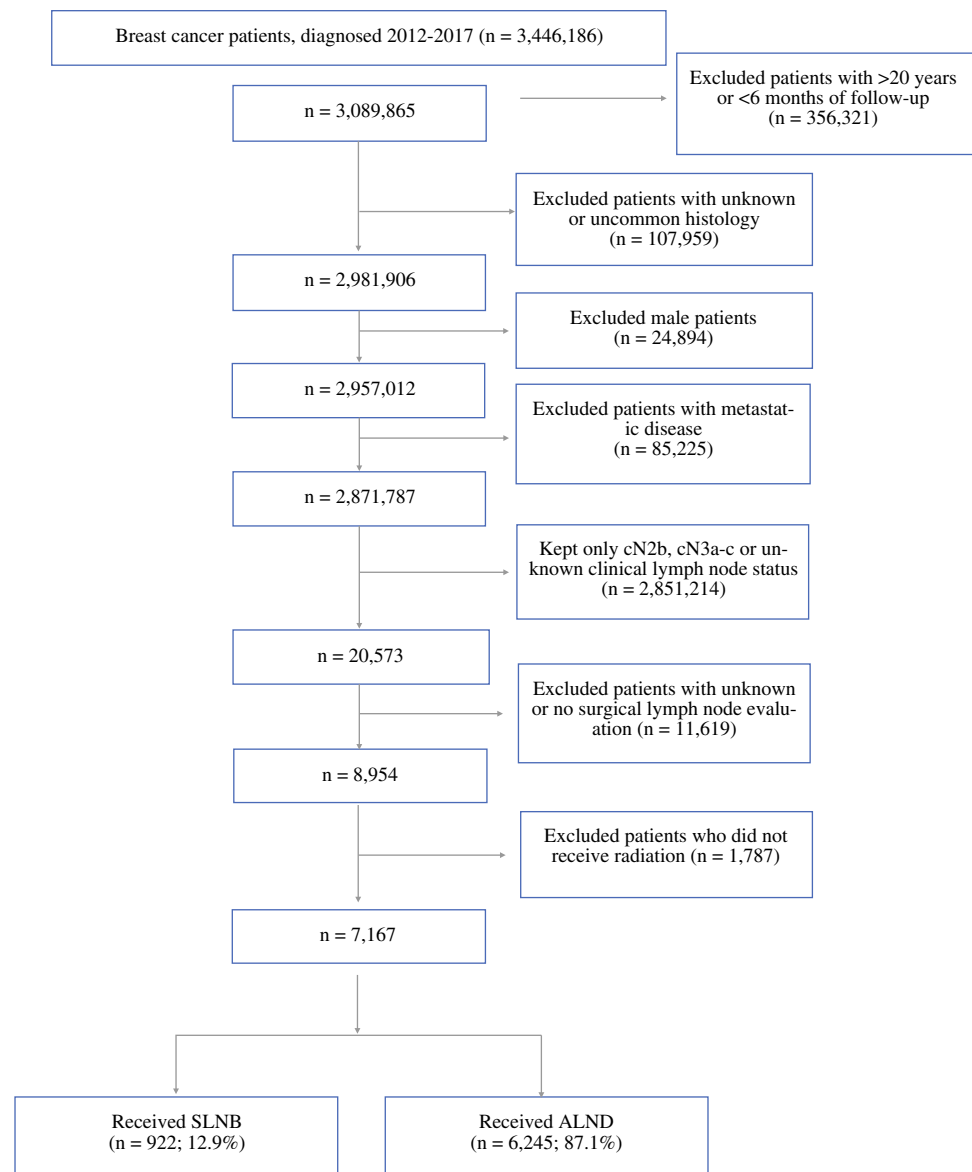 Breast cancer patients, diagnosed 2012-2017 (n = 3,446,186)
Excluded patients with >20 years
or <6 months of follow-up
(n = 356,321)
n = 3,089,865
Excluded patients with unknown
or uncommon histology
(n = 107,959)
n = 2,981,906
Excluded male patients
(n = 24,894)
n = 2,957,012
Excluded patients with metastat-
ic disease
(n = 85,225)
n = 2,871,787
Kept only cN2b, cN3a-c or un-
known clinical lymph node status
(n = 2,851,214)
n = 20,573
Excluded patients with unknown
or no surgical lymph node evalu-
ation (n = 11,619)
n = 8,954
Excluded patients who did not
receive radiation (n = 1,787)
n = 7,167
Received SLNB
(n = 922; 12.9%)
Received ALND
(n = 6,245; 87.1%)